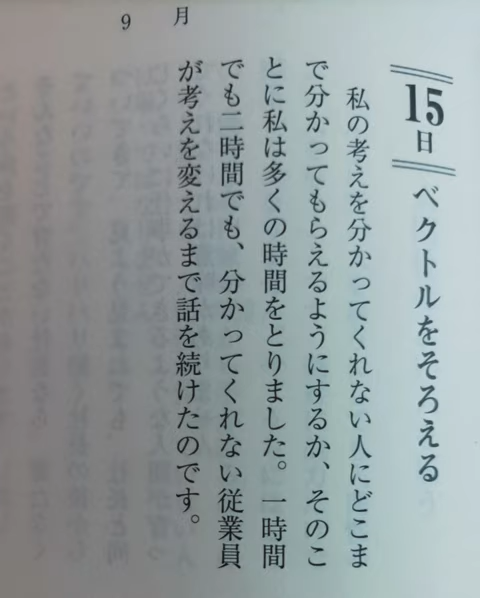 9月
15日 ベクトルをそろえる
私の考えを分かってくれない人にどこま
で分かってもらえるようにするか、そのこ
とに私は多くの時間をとりました。一時間
でも二時間でも、分かってくれない従業員
が考えを変えるまで話を続けたのです。